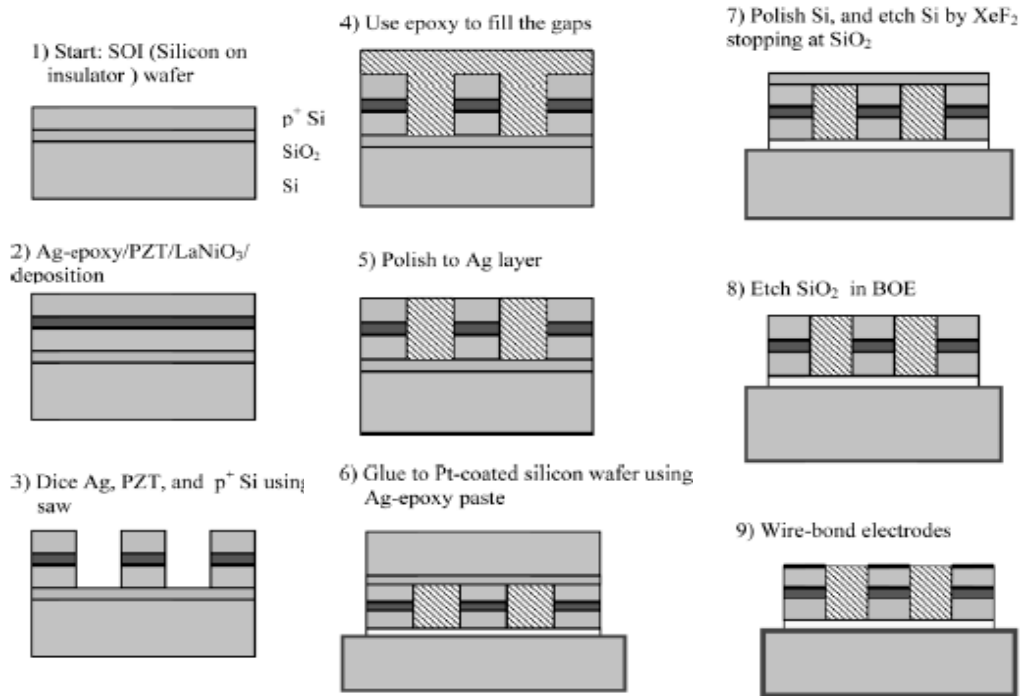 1) Start: SOI (Silicon on
insulator ) wafer
p⁺ Si
SiO₂
Si
2) Ag-epoxy/PZT/LaNiO₃/
deposition
3) Dice Ag, PZT, and p⁺ Si using
saw
4) Use epoxy to fill the gaps
5) Polish to Ag layer
6) Glue to Pt-coated silicon wafer using
Ag-epoxy paste
7) Polish Si, and etch Si by XeF₂
stopping at SiO₂
8) Etch SiO₂ in BOE
9) Wire-bond electrodes